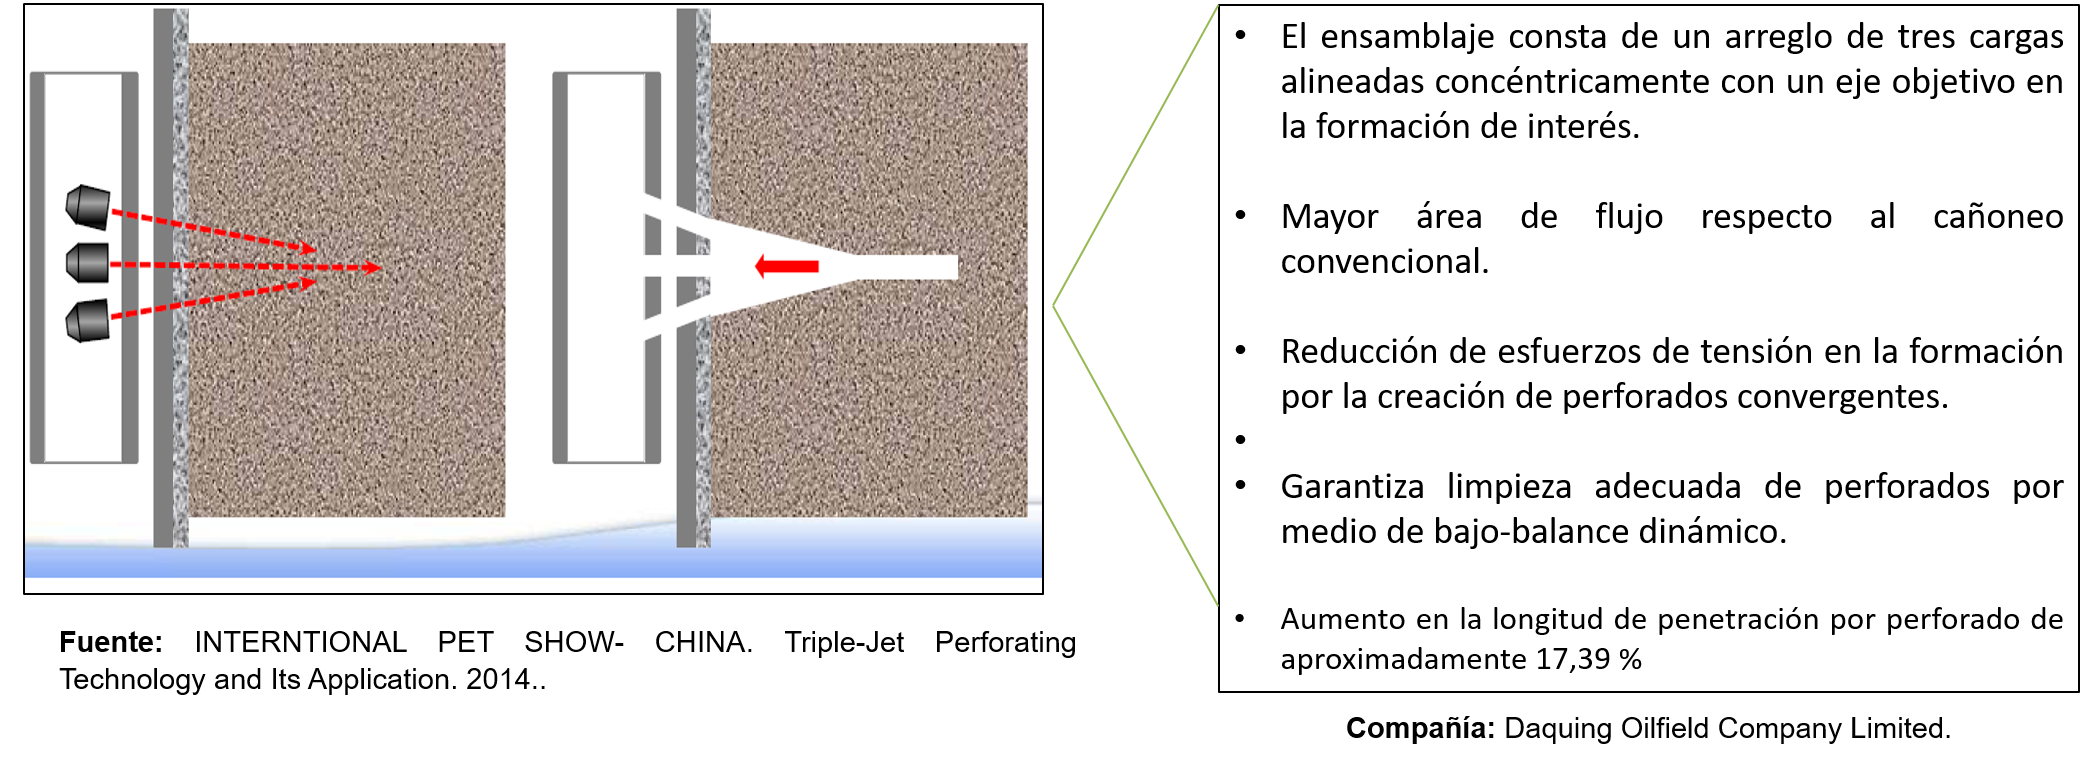 • El ensamblaje consta de un arreglo de tres cargas
alineadas concéntricamente con un eje objetivo en
la formación de interés.
• Mayor área de flujo respecto al cañoneo
convencional.
• Reducción de esfuerzos de tensión en la formación
por la creación de perforados convergentes.
•
• Garantiza limpieza adecuada de perforados por
medio de bajo-balance dinámico.
• Aumento en la longitud de penetración por perforado de
aproximadamente 17,39 %
Fuente: INTERNTIONAL PET SHOW- CHINA. Triple-Jet Perforating
Technology and Its Application. 2014..
Compañía: Daquing Oilfield Company Limited.